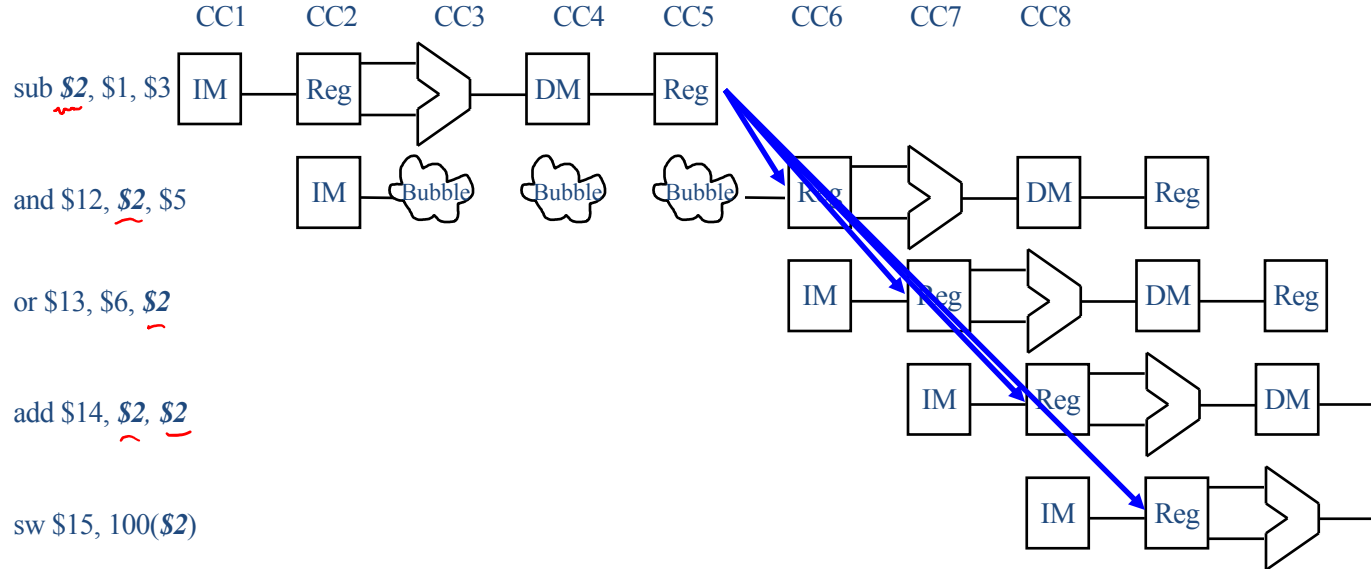 CC1 CC2 CC3 CC4 CC5 CC6 CC7 CC8
sub $2, $1, $3 IM Reg DM Reg
and $12, $2, $5 IM Bubble Bubble Bubble Reg DM Reg
or $13, $6, $2 IM Reg DM Reg
add $14, $2, $2 IM Reg DM
sw $15, 100($2) IM Reg